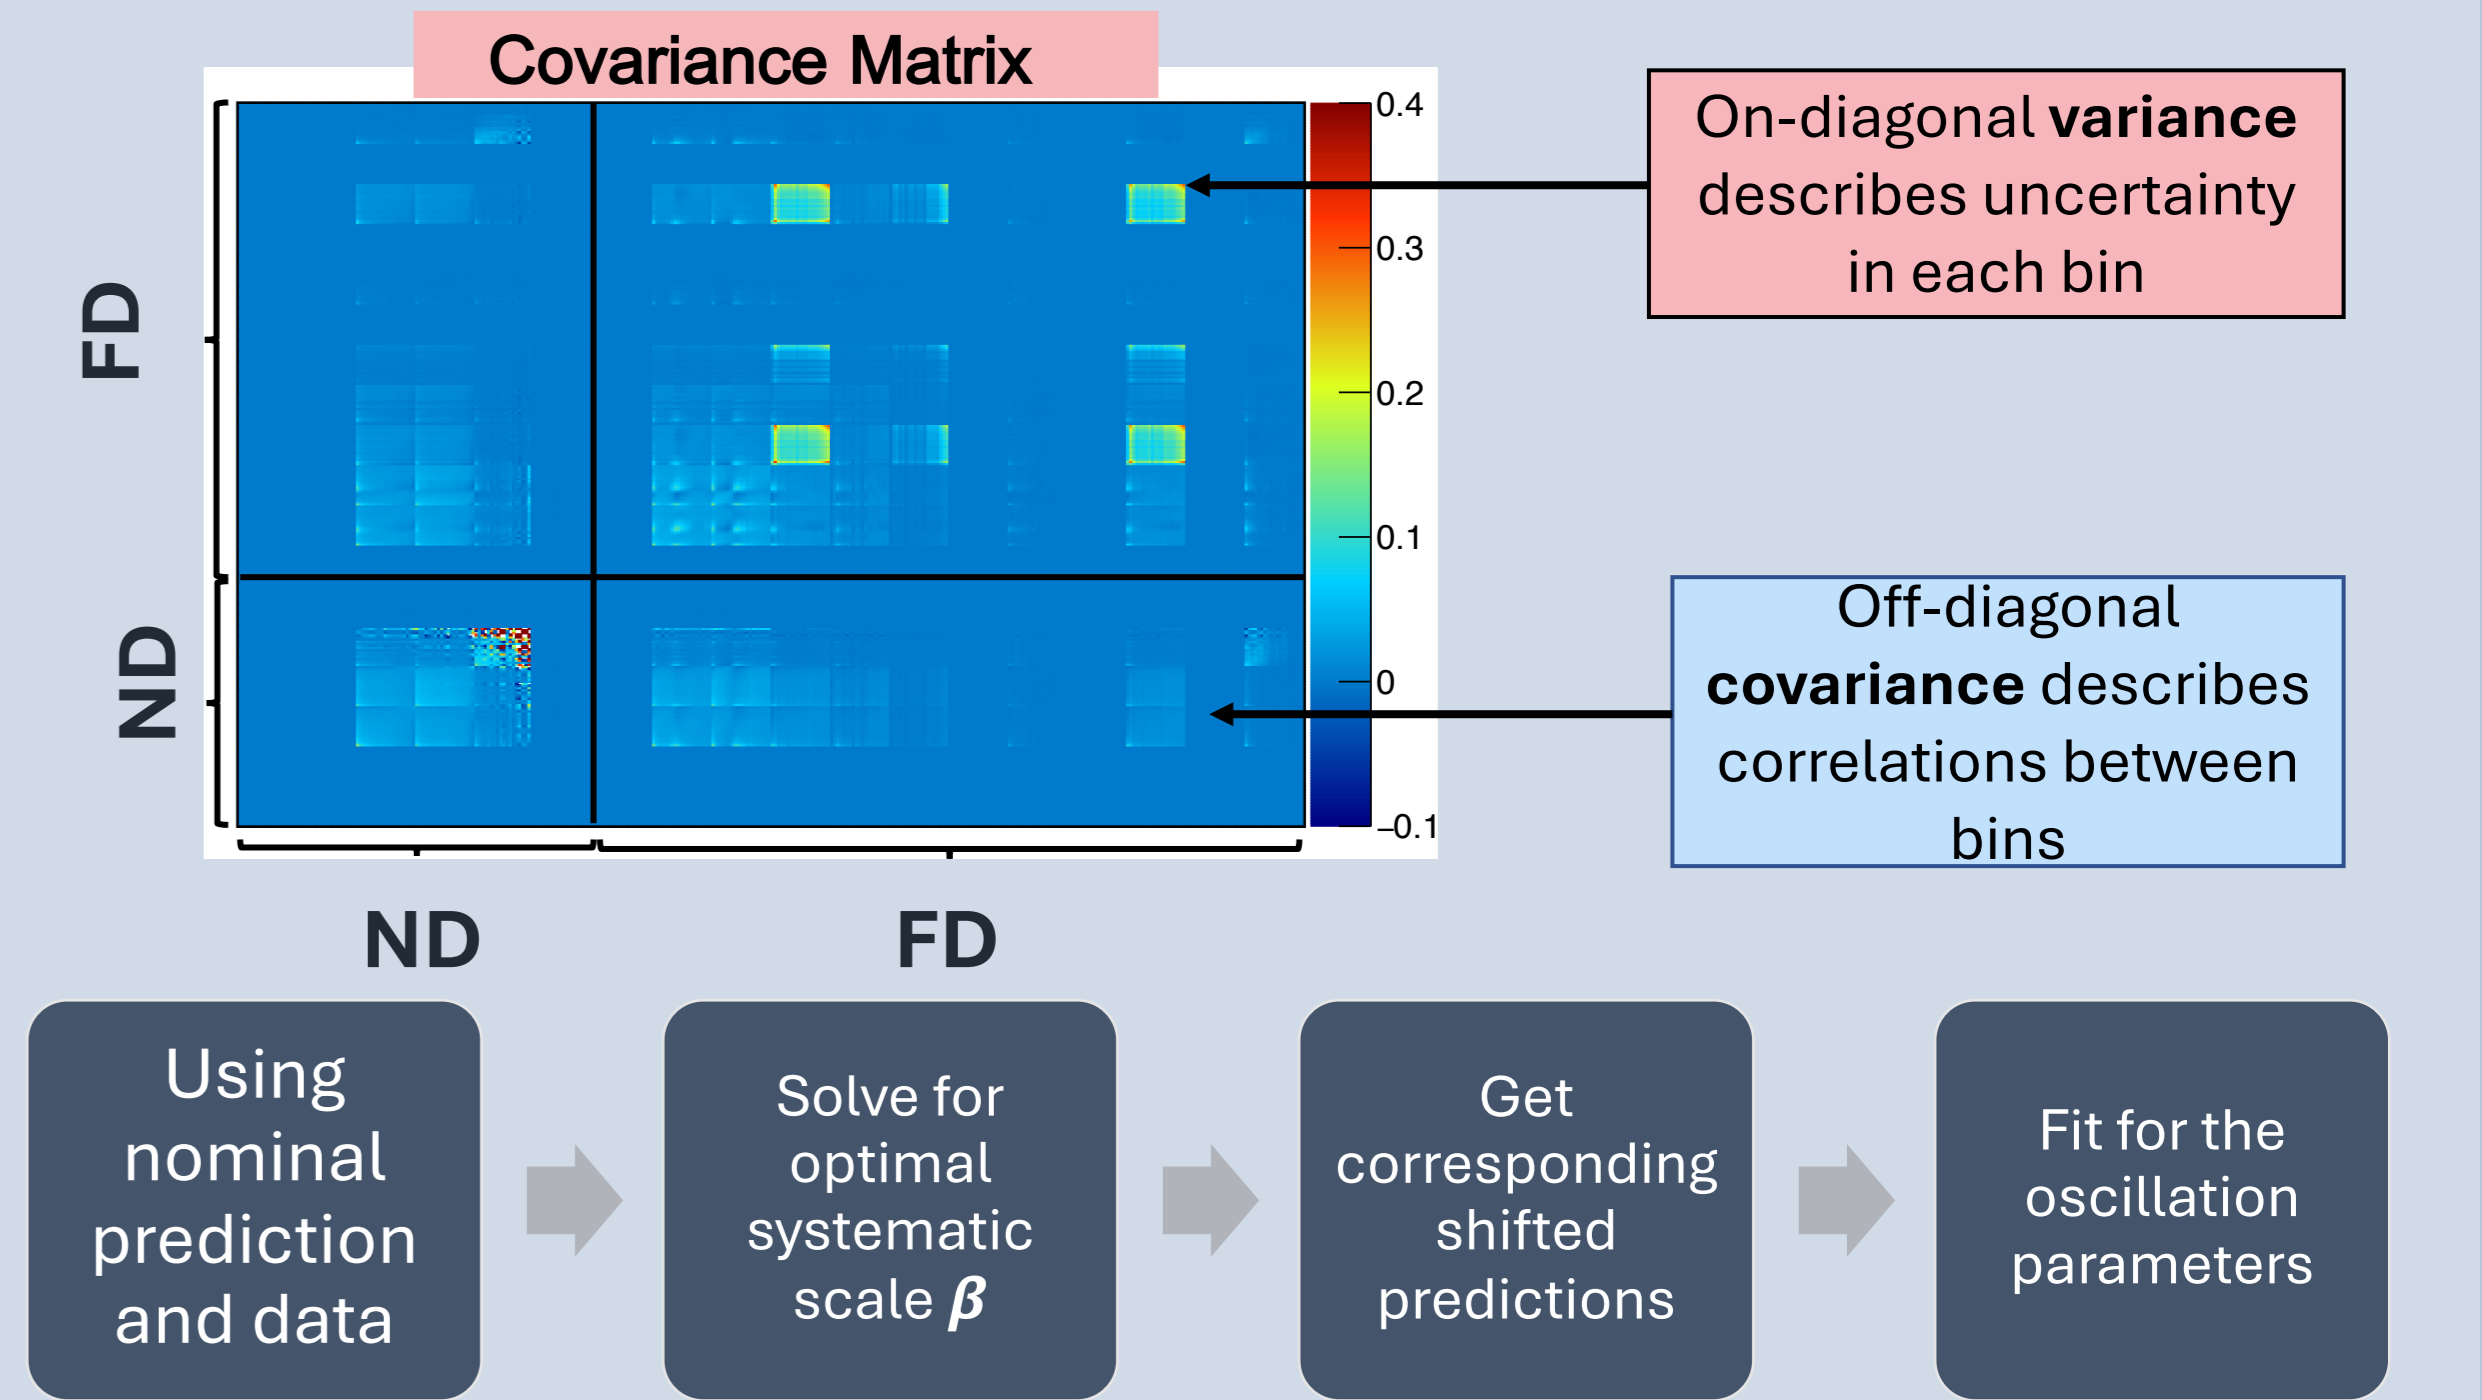 Covariance Matrix
0.4
0.3
0.2
0.1
0
−0.1
FD
ND
ND
FD
On-diagonal variance
describes uncertainty
in each bin
Off-diagonal
covariance describes
correlations between
bins
Using
nominal
prediction
and data
Solve for
optimal
systematic
scale β
Get
corresponding
shifted
predictions
Fit for the
oscillation
parameters